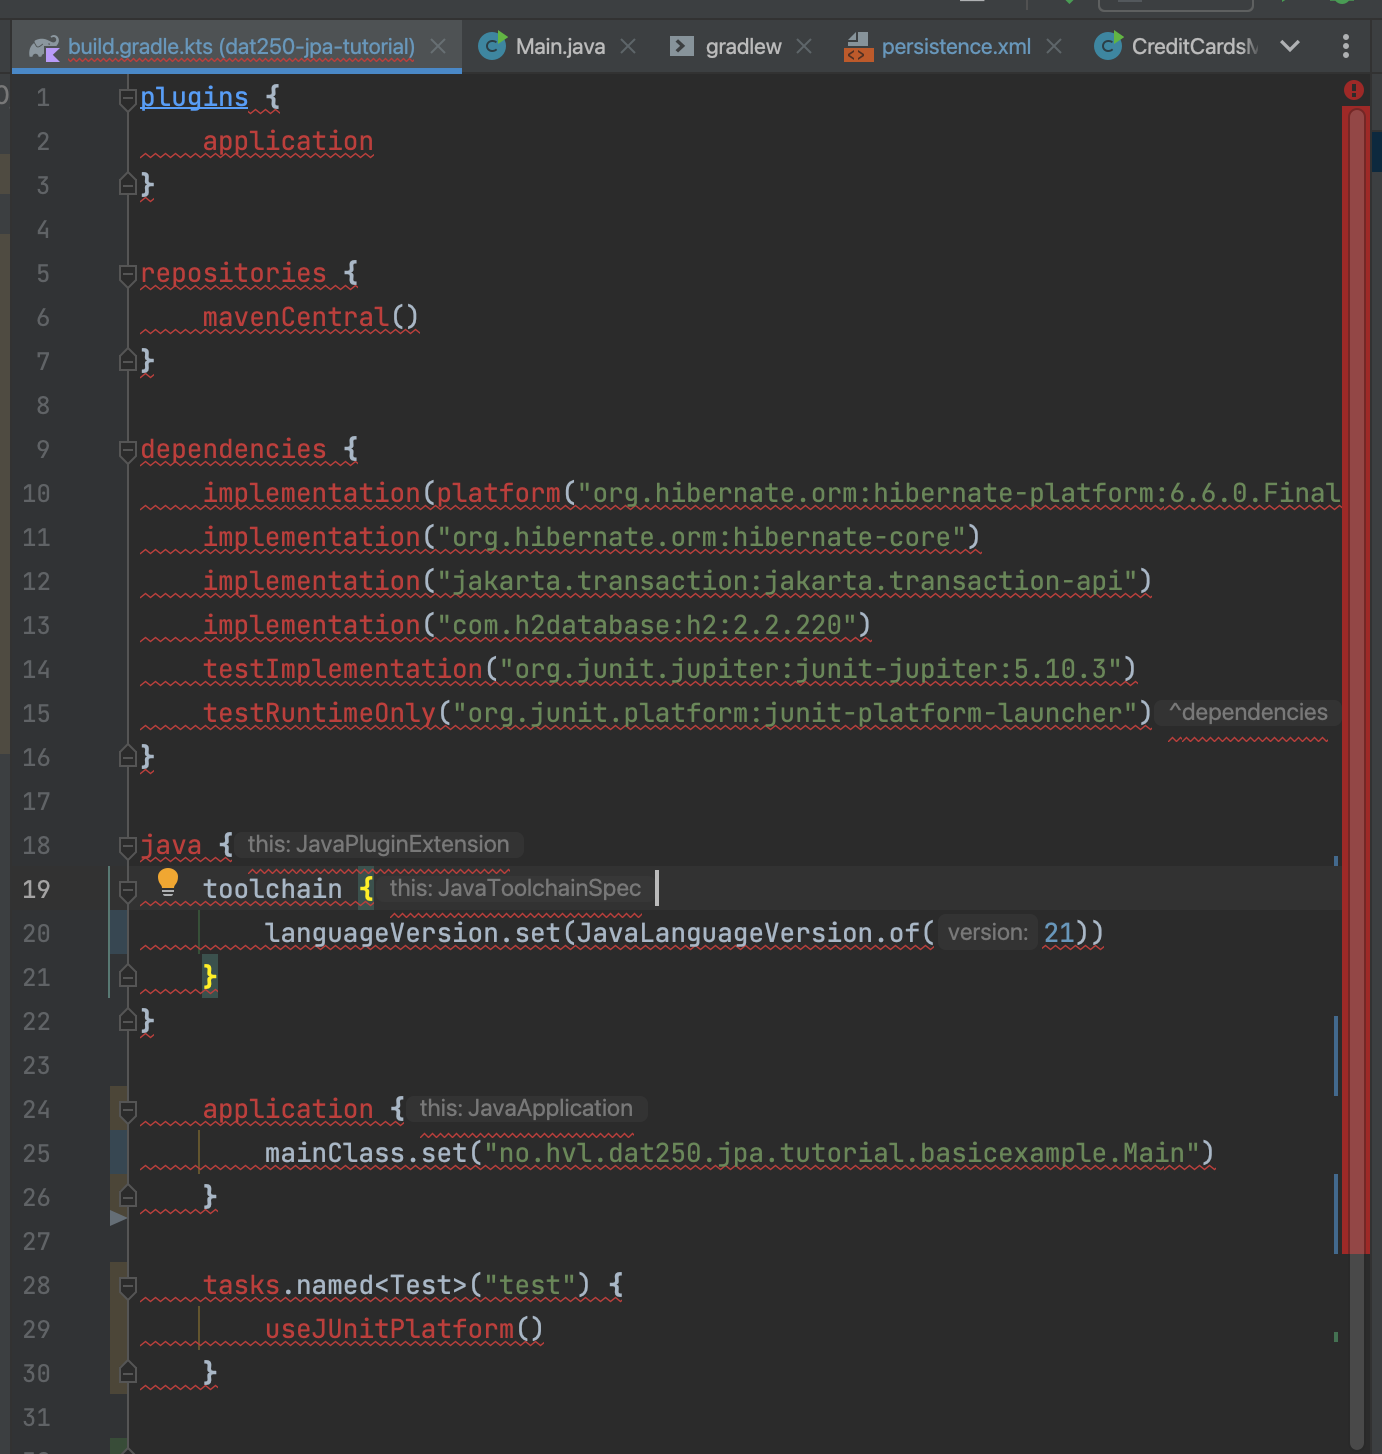 build.gradle.kts (dat250-jpa-tutorial) Main.java gradlew persistence.xml CreditCardsM
1 plugins {
2 application
3 }
4
5 repositories {
6 mavenCentral()
7 }
8
9 dependencies {
10 implementation(platform("org.hibernate.orm:hibernate-platform:6.6.0.Final
11 implementation("org.hibernate.orm:hibernate-core")
12 implementation("jakarta.transaction:jakarta.transaction-api")
13 implementation("com.h2database:h2:2.2.220")
14 testImplementation("org.junit.jupiter:junit-jupiter:5.10.3")
15 testRuntimeOnly("org.junit.platform:junit-platform-launcher") ^dependencies
16 }
17
18 java { this: JavaPluginExtension
19 toolchain { this: JavaToolchainSpec
20 languageVersion.set(JavaLanguageVersion.of( version: 21))
21 }
22 }
23
24 application { this: JavaApplication
25 mainClass.set("no.hvl.dat250.jpa.tutorial.basicexample.Main")
26 }
27
28 tasks.named<Test>("test") {
29 useJUnitPlatform()
30 }
31